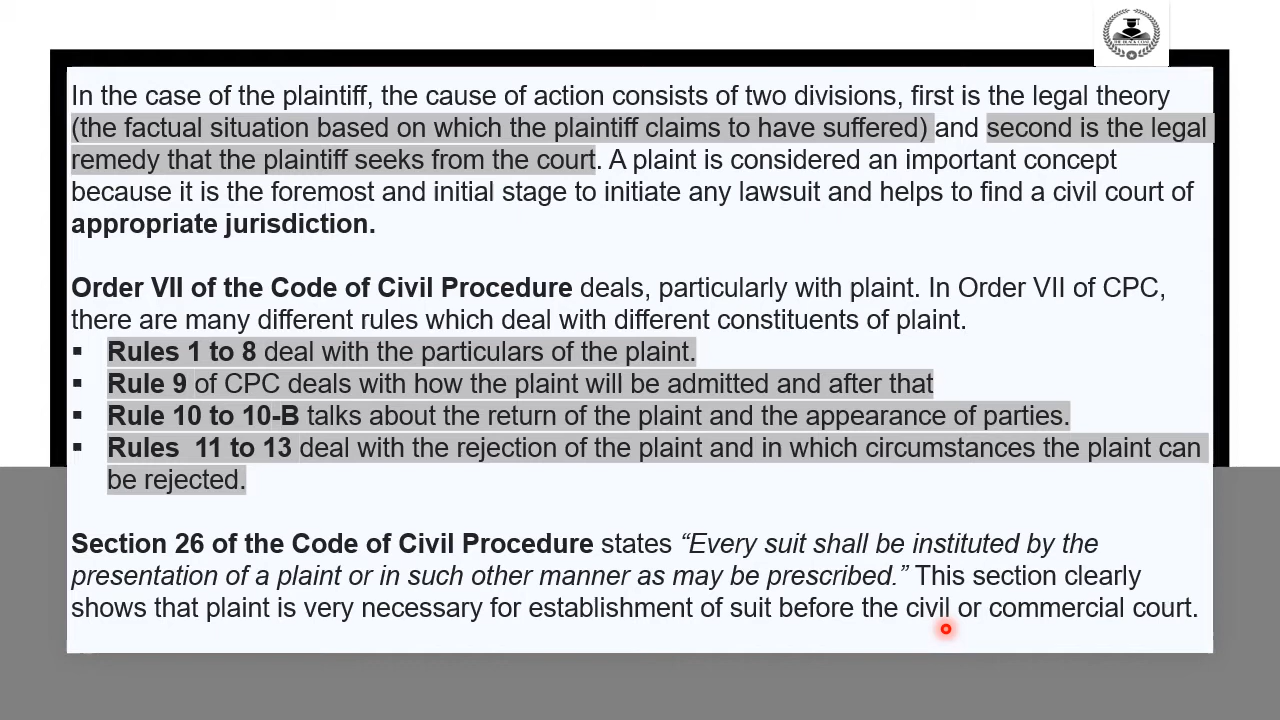 In the case of the plaintiff, the cause of action consists of two divisions, first is the legal theory
(the factual situation based on which the plaintiff claims to have suffered) and second is the legal
remedy that the plaintiff seeks from the court. A plaint is considered an important concept
because it is the foremost and initial stage to initiate any lawsuit and helps to find a civil court of
appropriate jurisdiction.
Order VII of the Code of Civil Procedure deals, particularly with plaint. In Order VII of CPC,
there are many different rules which deal with different constituents of plaint.
▪ Rules 1 to 8 deal with the particulars of the plaint.
▪ Rule 9 of CPC deals with how the plaint will be admitted and after that
▪ Rule 10 to 10-B talks about the return of the plaint and the appearance of parties.
▪ Rules 11 to 13 deal with the rejection of the plaint and in which circumstances the plaint can
be rejected.
Section 26 of the Code of Civil Procedure states “Every suit shall be instituted by the
presentation of a plaint or in such other manner as may be prescribed.” This section clearly
shows that plaint is very necessary for establishment of suit before the civil or commercial court.